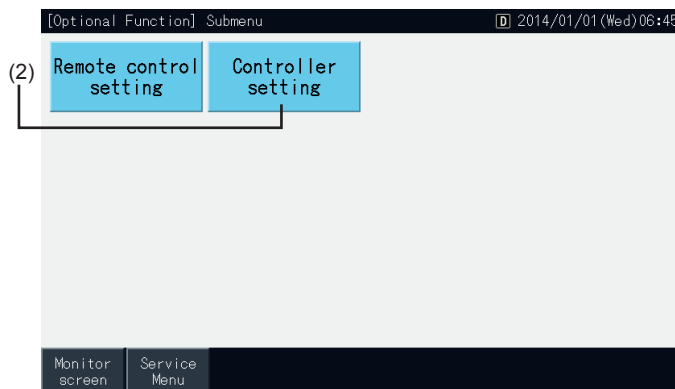 [Optional Function] Submenu D 2014/01/01(Wed)06:45
(2)
Remote control
setting
Controller
setting
Monitor
screen
Service
Menu